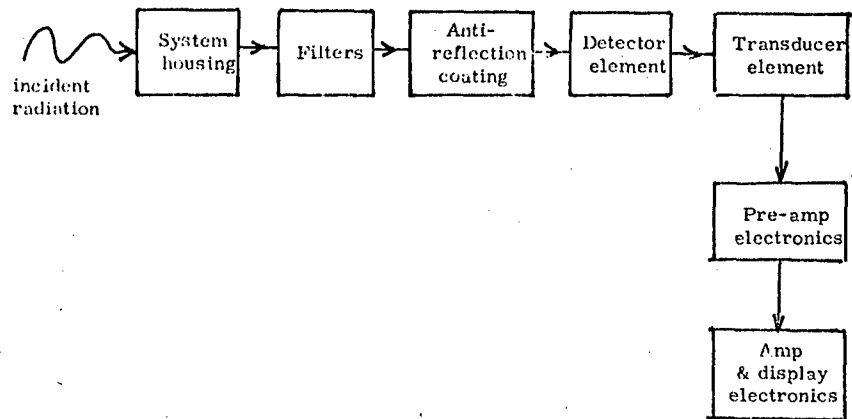 incident
radiation
System
housing
Filters
Anti-
reflection
coating
Detector
element
Transducer
element
Pre-amp
electronics
Amp
& display
electronics